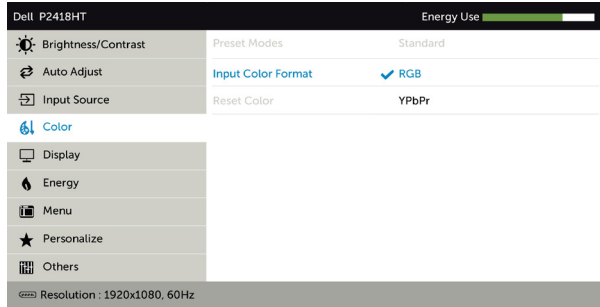 Dell P2418HT Energy Use
Brightness/Contrast Preset Modes Standard
Auto Adjust Input Color Format RGB
Input Source Reset Color YPbPr
Color
Display
Energy
Menu
Personalize
Others
Resolution : 1920x1080, 60Hz